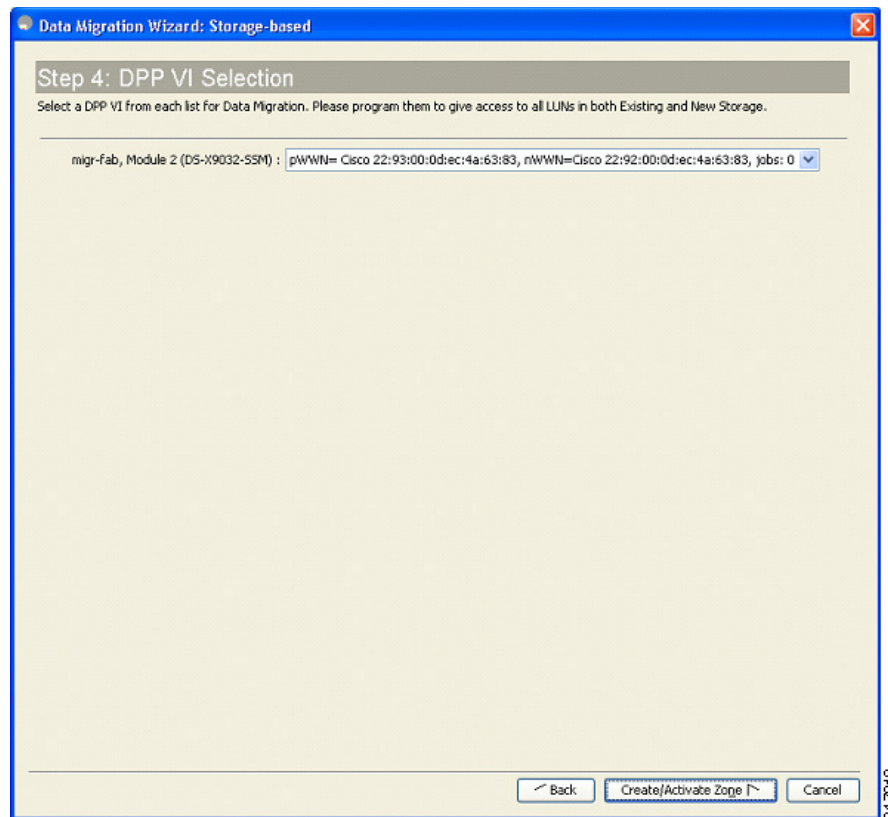 Data Migration Wizard: Storage-based
Step 4: DPP VI Selection
Select a DPP VI from each list for Data Migration. Please program them to give access to all LUNs in both Existing and New Storage.
migr-fab, Module 2 (DS-X9032-SSM) : pWWN= Cisco 22:93:00:0d:ec:4a:63:83, nWWN=Cisco 22:92:00:0d:ec:4a:63:83, jobs: 0
Back Create/Activate Zone Cancel